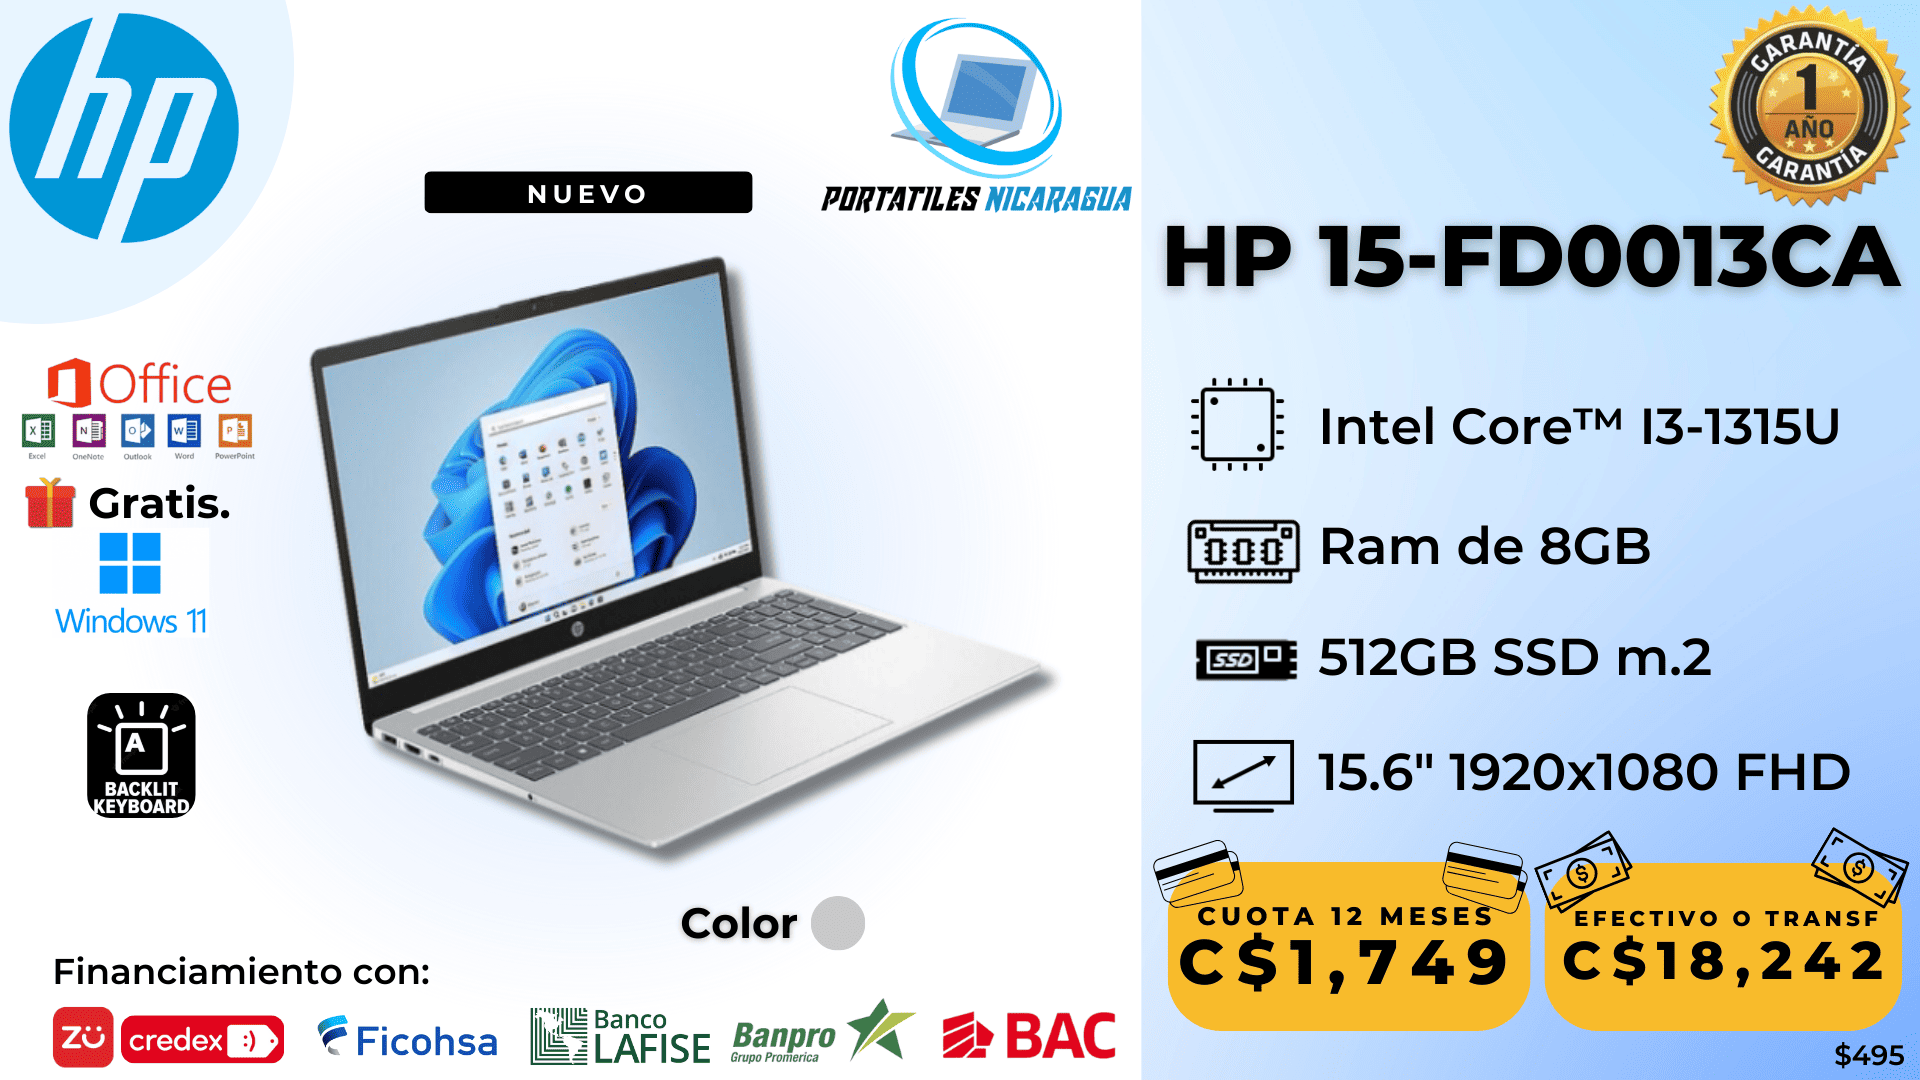 hp
NUEVO
PORTATILES NICARAGUA
GARANTÍA
1
AÑO
GARANTÍA
HP 15-FD0013CA
Office
Excel OneNote Outlook Word PowerPoint
Gratis.
Windows 11
A
BACKLIT
KEYBOARD
Intel Core™ I3-1315U
Ram de 8GB
SSD
512GB SSD m.2
15.6" 1920x1080 FHD
Color
Financiamiento con:
zü
credex :)
Ficohsa
Banco
LAFISE
Banpro
Grupo Promerica
BAC
CUOTA 12 MESES
C$1,749
EFECTIVO O TRANSF
C$18,242
$495